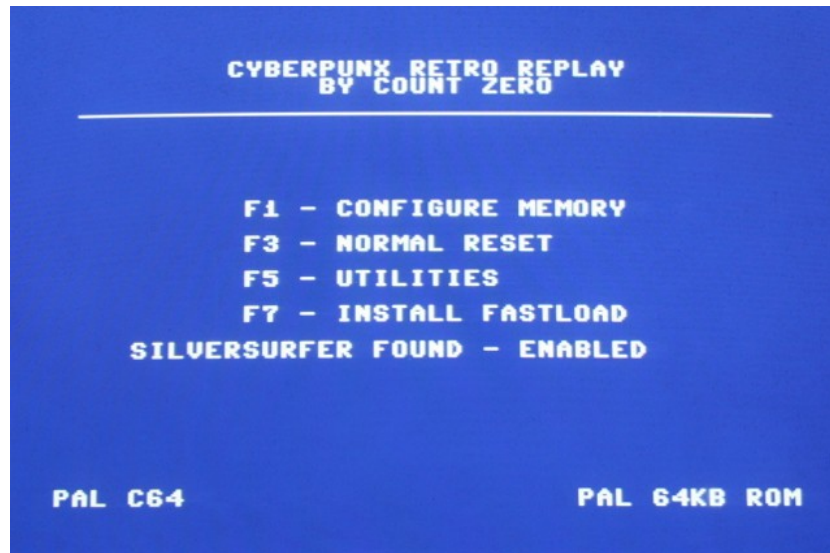 CYBERPUNX RETRO REPLAY
BY COUNT ZERO
F1 - CONFIGURE MEMORY
F3 - NORMAL RESET
F5 - UTILITIES
F7 - INSTALL FASTLOAD
SILVERSURFER FOUND - ENABLED
PAL C64
PAL 64KB ROM